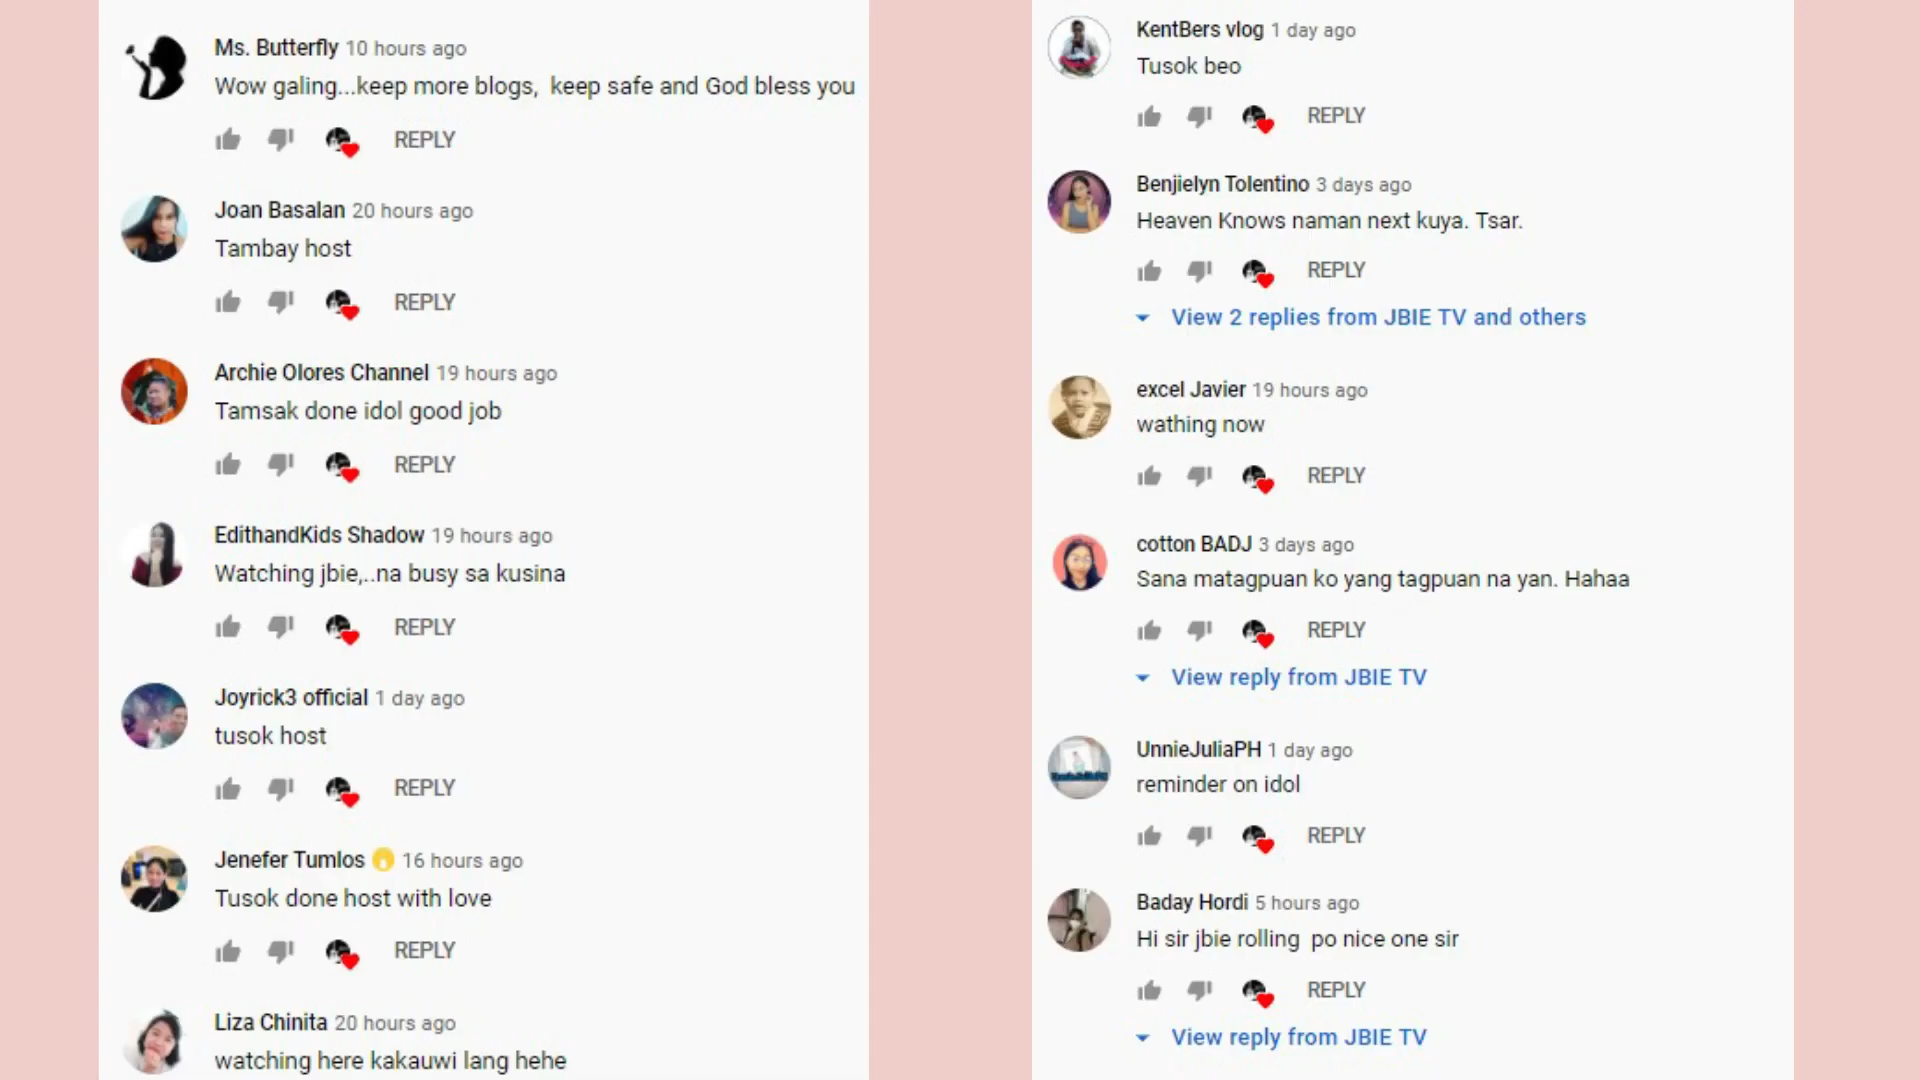 Ms. Butterfly 10 hours ago
Wow galing...keep more blogs, keep safe and God bless you
REPLY
Joan Basalan 20 hours ago
Tambay host
REPLY
Archie Olores Channel 19 hours ago
Tamsak done idol good job
REPLY
EdithandKids Shadow 19 hours ago
Watching jbie,..na busy sa kusina
REPLY
Joyrick3 official 1 day ago
tusok host
REPLY
Jenefer Tumlos 16 hours ago
Tusok done host with love
REPLY
Liza Chinita 20 hours ago
watching here kakauwi lang hehe
KentBers vlog 1 day ago
Tusok beo
REPLY
Benjielyn Tolentino 3 days ago
Heaven Knows naman next kuya. Tsar.
REPLY
View 2 replies from JBIE TV and others
excel Javier 19 hours ago
wathing now
REPLY
cotton BADJ 3 days ago
Sana matagpuan ko yang tagpuan na yan. Hahaa
REPLY
View reply from JBIE TV
UnnieJuliaPH 1 day ago
reminder on idol
REPLY
Baday Hordi 5 hours ago
Hi sir jbie rolling po nice one sir
REPLY
View reply from JBIE TV